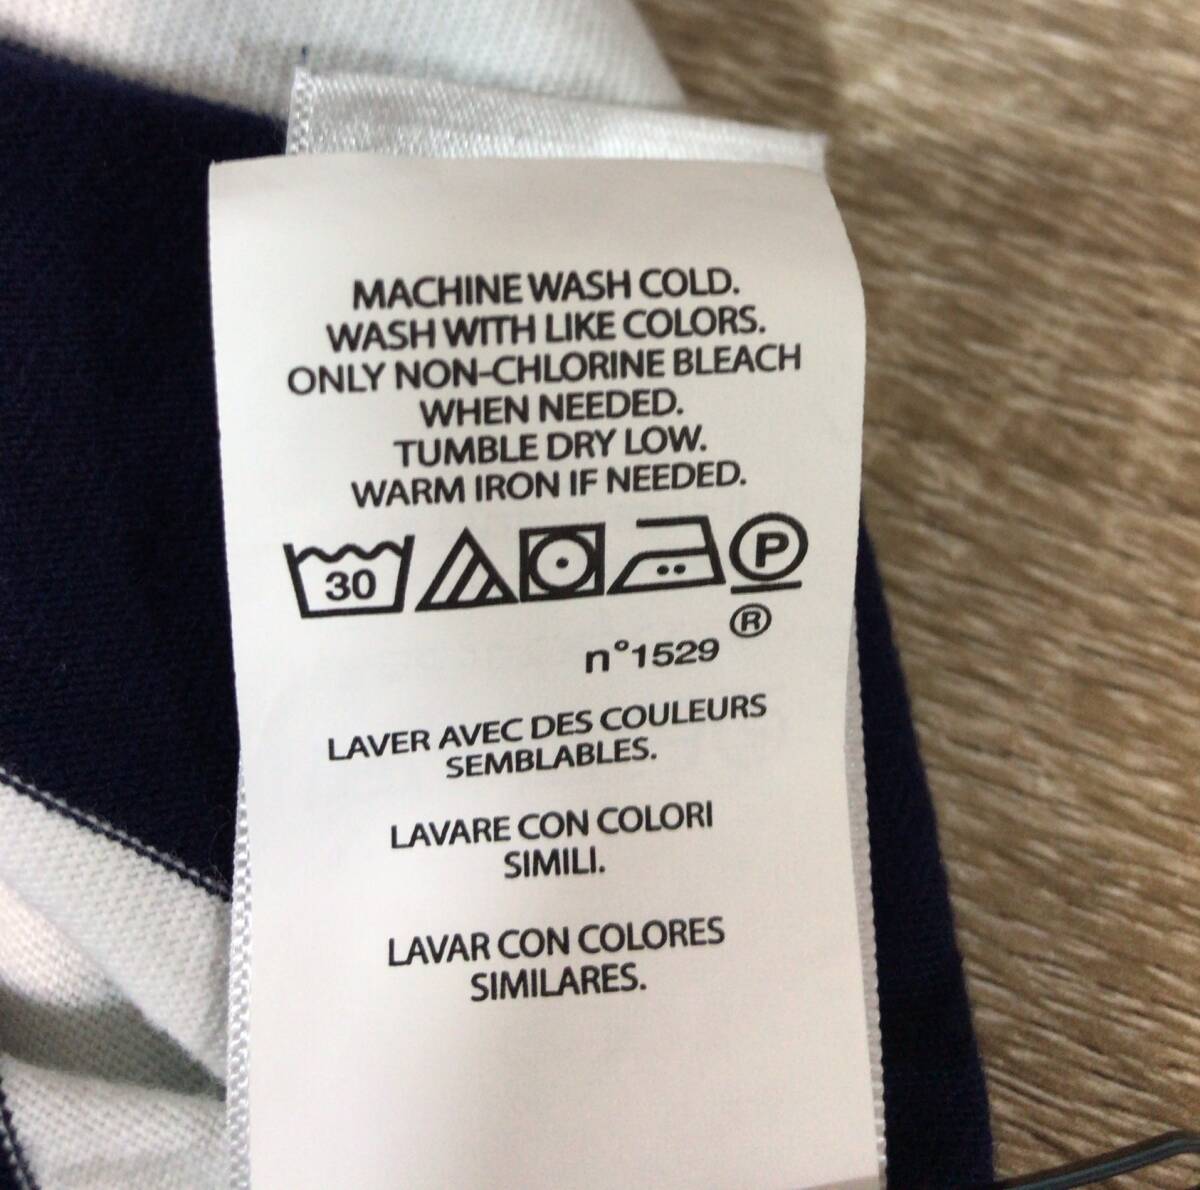 MACHINE WASH COLD.
WASH WITH LIKE COLORS.
ONLY NON-CHLORINE BLEACH
WHEN NEEDED.
TUMBLE DRY LOW.
WARM IRON IF NEEDED.
30 P
®
n°1529
LAVER AVEC DES COULEURS
SEMBLABLES.
LAVARE CON COLORI
SIMILI.
LAVAR CON COLORES
SIMILARES.